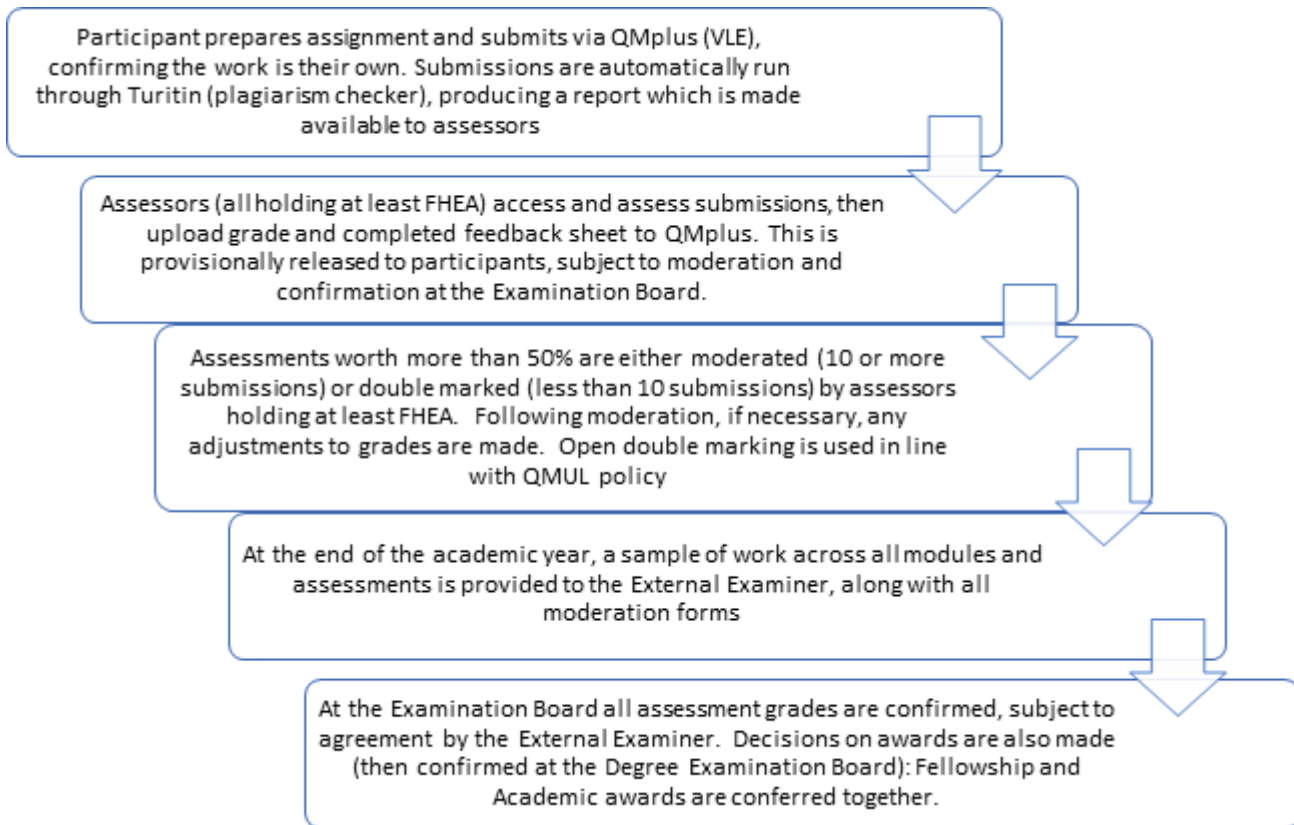 Participant prepares assignment and submits via QMplus (VLE),
confirming the work is their own. Submissions are automatically run
through Turitin (plagiarism checker), producing a report which is made
available to assessors
Assessors (all holding at least FHEA) access and assess submissions, then
upload grade and completed feedback sheet to QMplus. This is
provisionally released to participants, subject to moderation and
confirmation at the Examination Board.
Assessments worth more than 50% are either moderated (10 or more
submissions) or double marked (less than 10 submissions) by assessors
holding at least FHEA. Following moderation, if necessary, any
adjustments to grades are made. Open double marking is used in line
with QMUL policy
At the end of the academic year, a sample of work across all modules and
assessments is provided to the External Examiner, along with all
moderation forms
At the Examination Board all assessment grades are confirmed, subject to
agreement by the External Examiner. Decisions on awards are also made
(then confirmed at the Degree Examination Board): Fellowship and
Academic awards are conferred together.